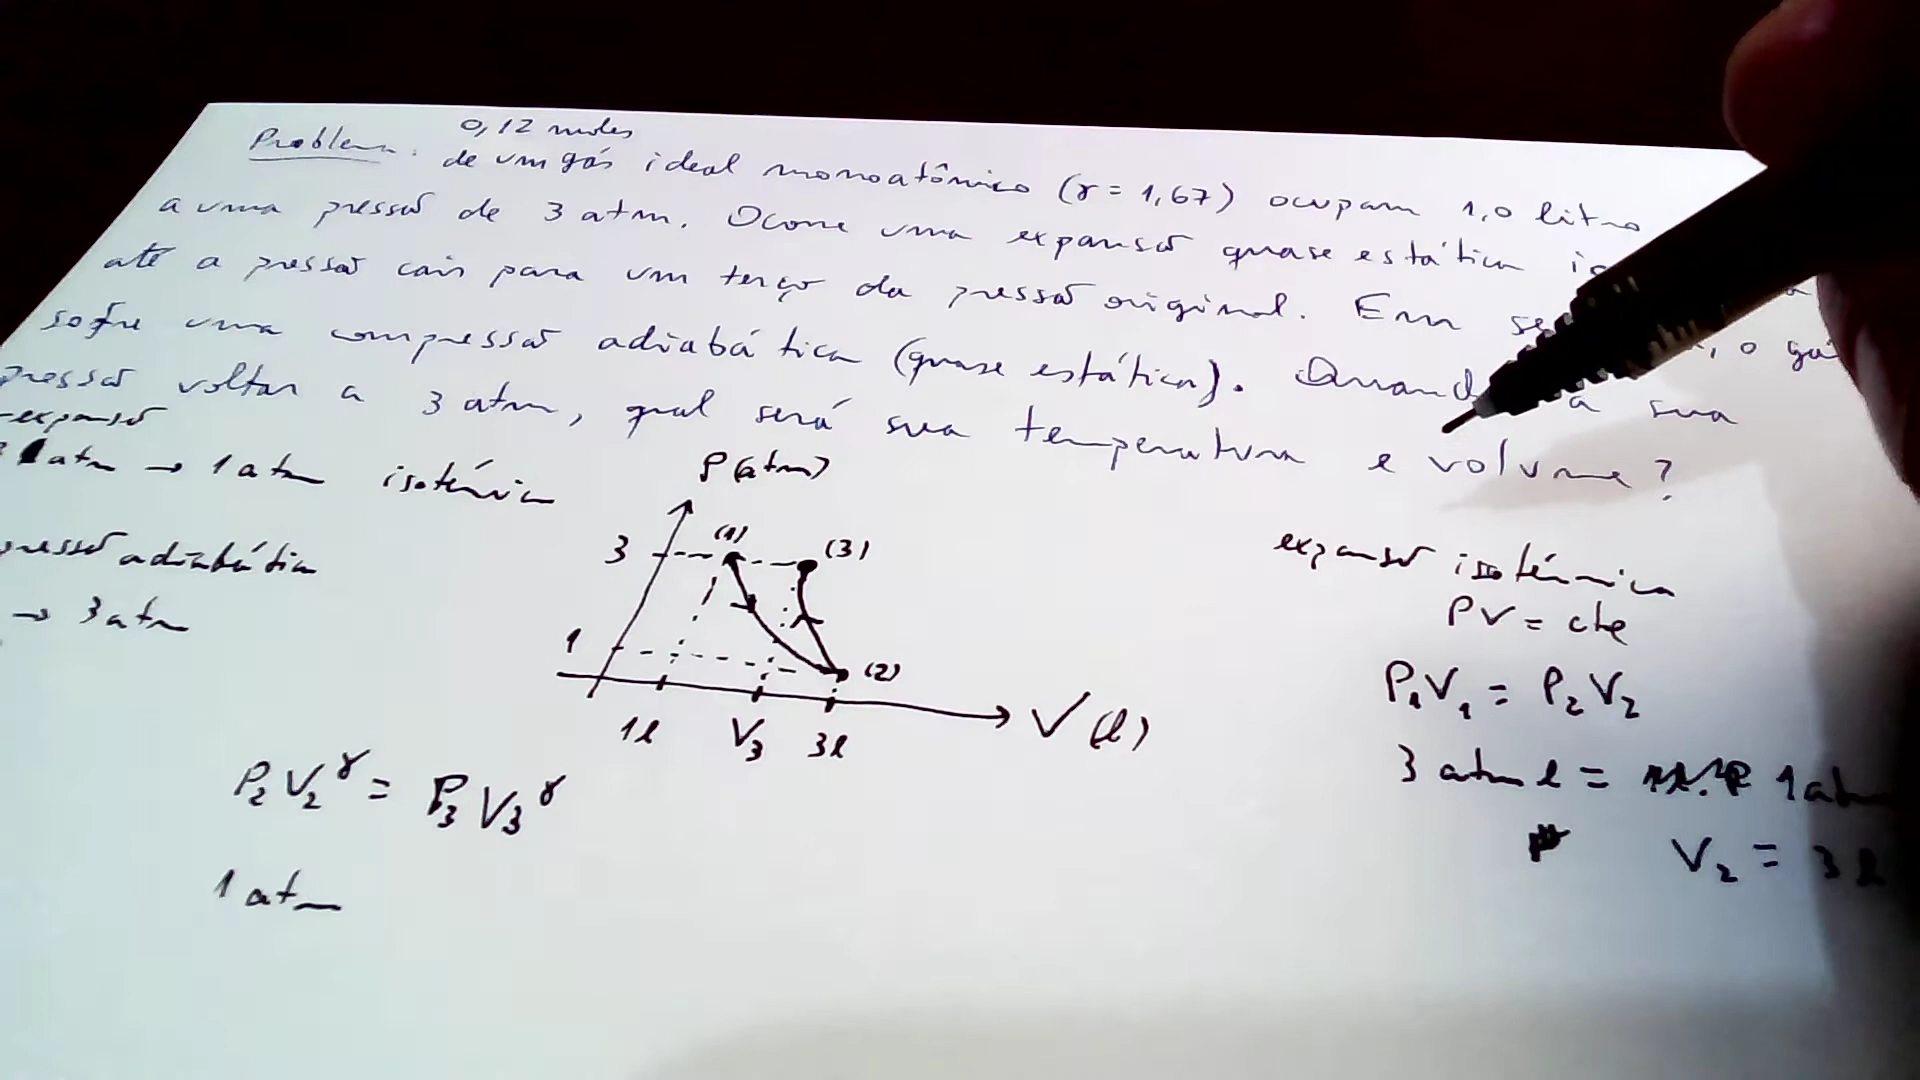 Problema: 0,12 moles
de um gás ideal monoatômico (γ = 1,67) ocupam 1,0 litro
a uma pressão de 3 atm. Ocorre uma expansão quase estática
até a pressão cair para um terço da pressão original. Em
sofre uma compressão adiabática (quase estática). Quando a sua
pressão voltar a 3 atm, qual será sua temperatura e volume?
expansão
atm → 1 atm isotérmica
adiabática
→ 3 atm
P(atm)
3 (1) (3)
1 (2)
1l V₃ 3l V(l)
P₂V₂^γ = P₃V₃^γ
1 atm
expansão isotérmica
PV = cte
P₁V₁ = P₂V₂
3 atm l = 1 atm
V₂ = 3l